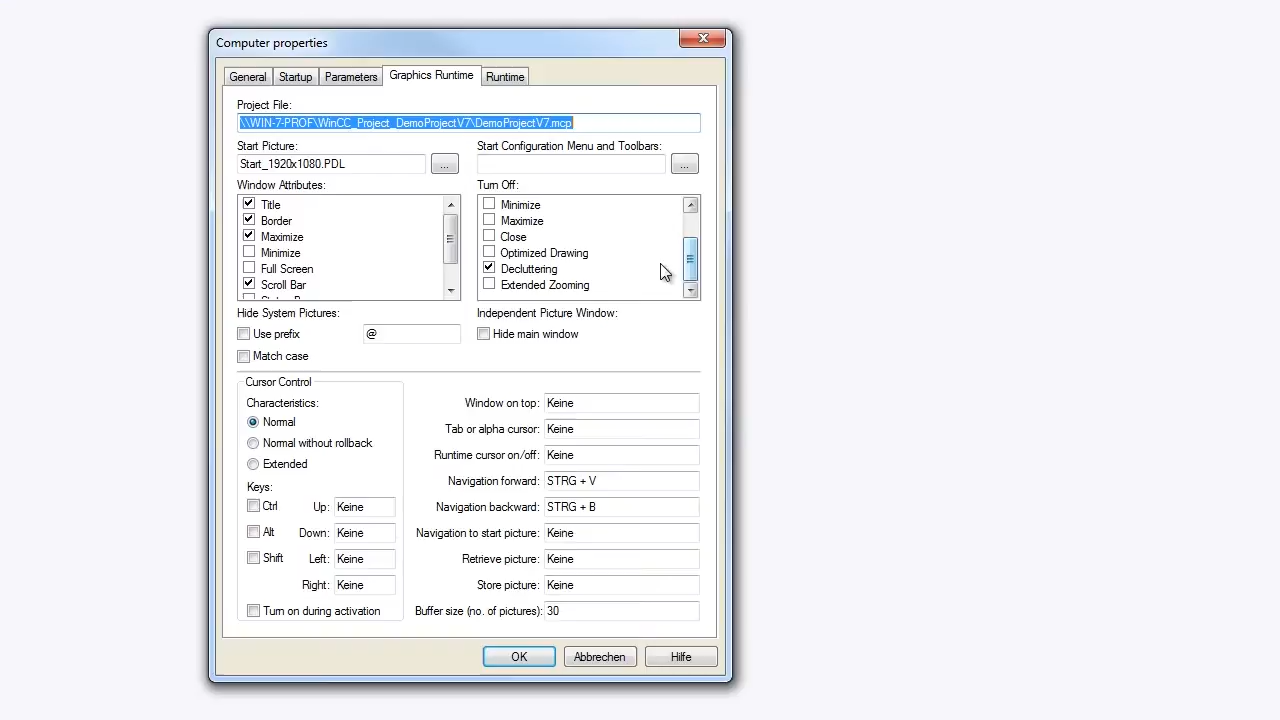 Computer properties
General Startup Parameters Graphics Runtime Runtime
Project File:
\\WIN-7-PROF\WinCC_Project_DemoProjectV7\DemoProjectV7.mcp
Start Picture: Start Configuration Menu and Toolbars:
Start_1920x1080.PDL ... ...
Window Attributes: Turn Off:
Title Minimize
Border Maximize
Maximize Close
Minimize Optimized Drawing
Full Screen Decluttering
Scroll Bar Extended Zooming
Hide System Pictures: Independent Picture Window:
Use prefix @ Hide main window
Match case
Cursor Control
Characteristics: Window on top: Keine
Normal Tab or alpha cursor: Keine
Normal without rollback Runtime cursor on/off: Keine
Extended
Keys: Navigation forward: STRG + V
Ctrl Up: Keine Navigation backward: STRG + B
Alt Down: Keine Navigation to start picture: Keine
Shift Left: Keine Retrieve picture: Keine
Right: Keine Store picture: Keine
Turn on during activation Buffer size (no. of pictures): 30
OK Abbrechen Hilfe